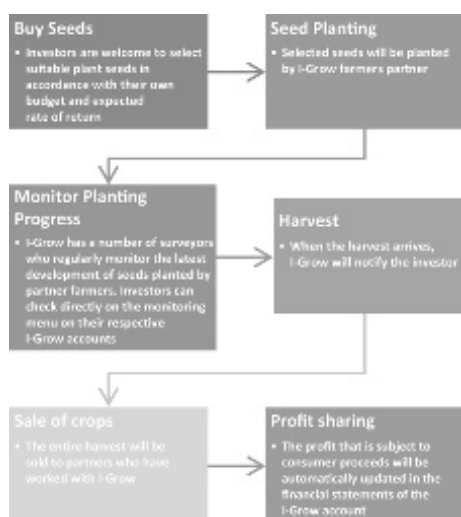 Buy Seeds
• Investors are welcome to select
suitable plant seeds in
accordance with their own
budget and expected
rate of return
Seed Planting
• Selected seeds will be planted
by I-Grow farmers partner
Monitor Planting
Progress
• I-Grow has a number of surveyors
who regularly monitor the latest
development of seeds planted by
partner farmers. Investors can
check directly on the monitoring
menu on their respective
I-Grow accounts
Harvest
• When the harvest arrives,
I-Grow will notify the investor
Sale of crops
• The entire harvest will be
sold to partners who have
worked with I-Grow
Profit sharing
• The profit that is subject to
consumer proceeds will be
automatically updated in the
financial statements of the
I-Grow account